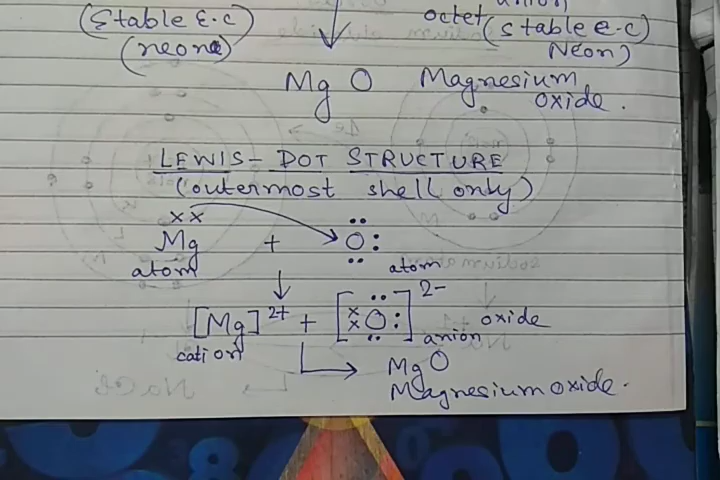 (Stable E.C) octet (stable e.c)
(neone) Neon)
Mg O Magnesium
oxide.
LEWIS-DOT STRUCTURE
(outermost shell only)
xx
Mg + O:
atom atom
[Mg]2+ + [xxO:]2- oxide
cation anion
MgO
Magnesium oxide.